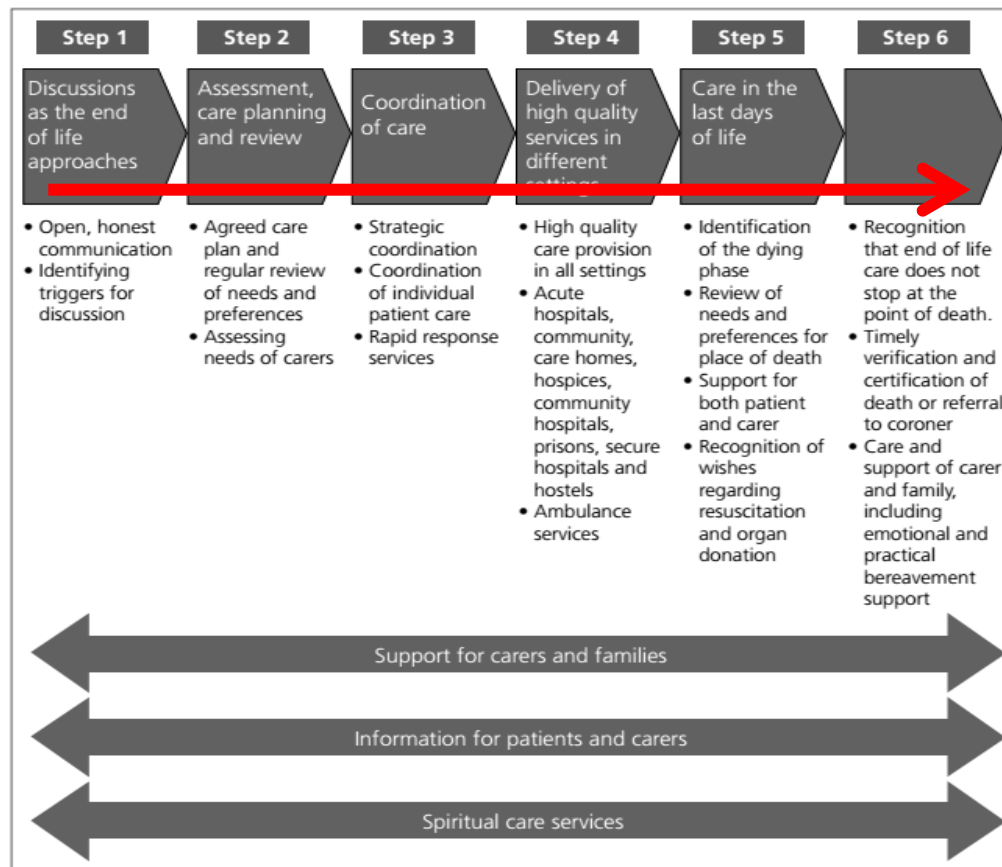 Step 1
Step 2
Step 3
Step 4
Step 5
Step 6
Discussions
as the end
of life
approaches
Assessment,
care planning
and review
Coordination
of care
Delivery of
high quality
services in
different
settings
Care in the
last days
of life
• Open, honest
communication
• Identifying
triggers for
discussion
• Agreed care
plan and
regular review
of needs and
preferences
• Assessing
needs of carers
• Strategic
coordination
• Coordination
of individual
patient care
• Rapid response
services
• High quality
care provision
in all settings
• Acute
hospitals,
community,
care homes,
hospices,
community
hospitals,
prisons, secure
hospitals and
hostels
• Ambulance
services
• Identification
of the dying
phase
• Review of
needs and
preferences for
place of death
• Support for
both patient
and carer
• Recognition of
wishes
regarding
resuscitation
and organ
donation
• Recognition
that end of life
care does not
stop at the
point of death.
• Timely
verification and
certification of
death or referral
to coroner
• Care and
support of carer
and family,
including
emotional and
practical
bereavement
support
Support for carers and families
Information for patients and carers
Spiritual care services